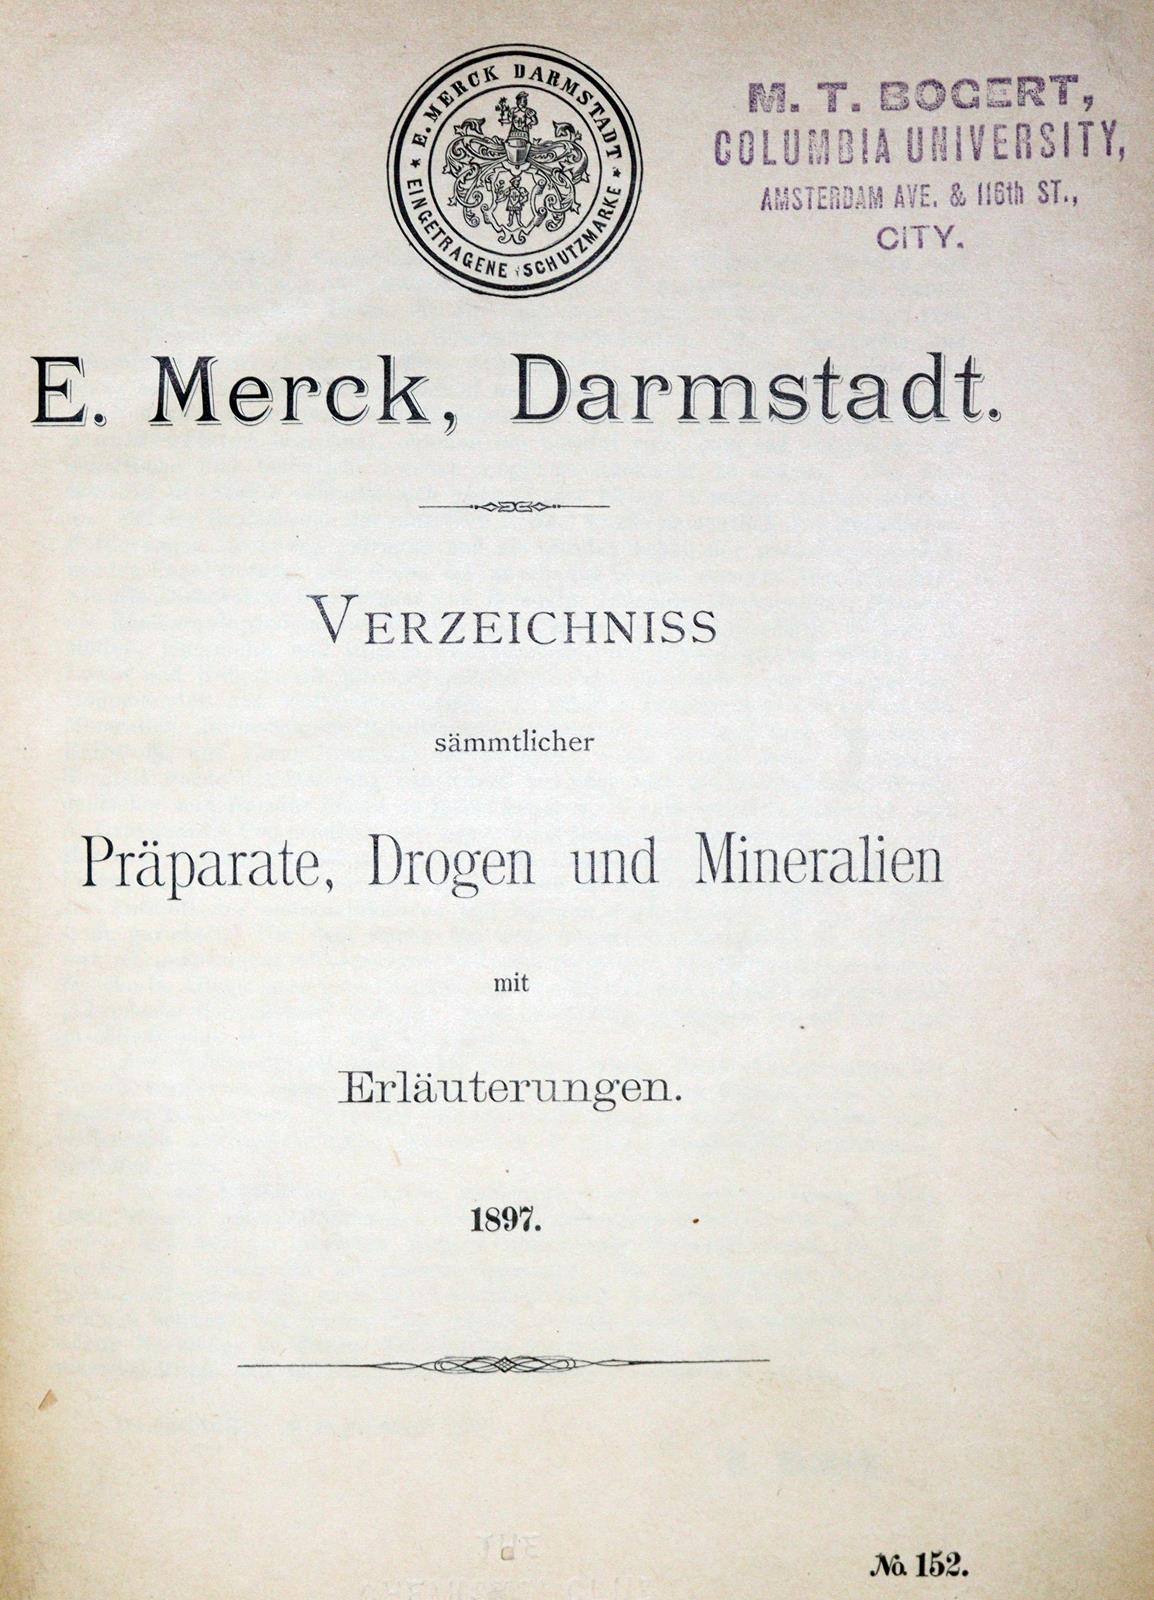 E. MERCK DARMSTADT
★ EINGETRAGENE SCHUTZMARKE ★
M. T. BOGERT,
COLUMBIA UNIVERSITY,
AMSTERDAM AVE. & 116th ST.,
CITY.
E. Merck, Darmstadt.
VERZEICHNISS
sämmtlicher
Präparate, Drogen und Mineralien
mit
Erläuterungen.
1897.
No. 152.